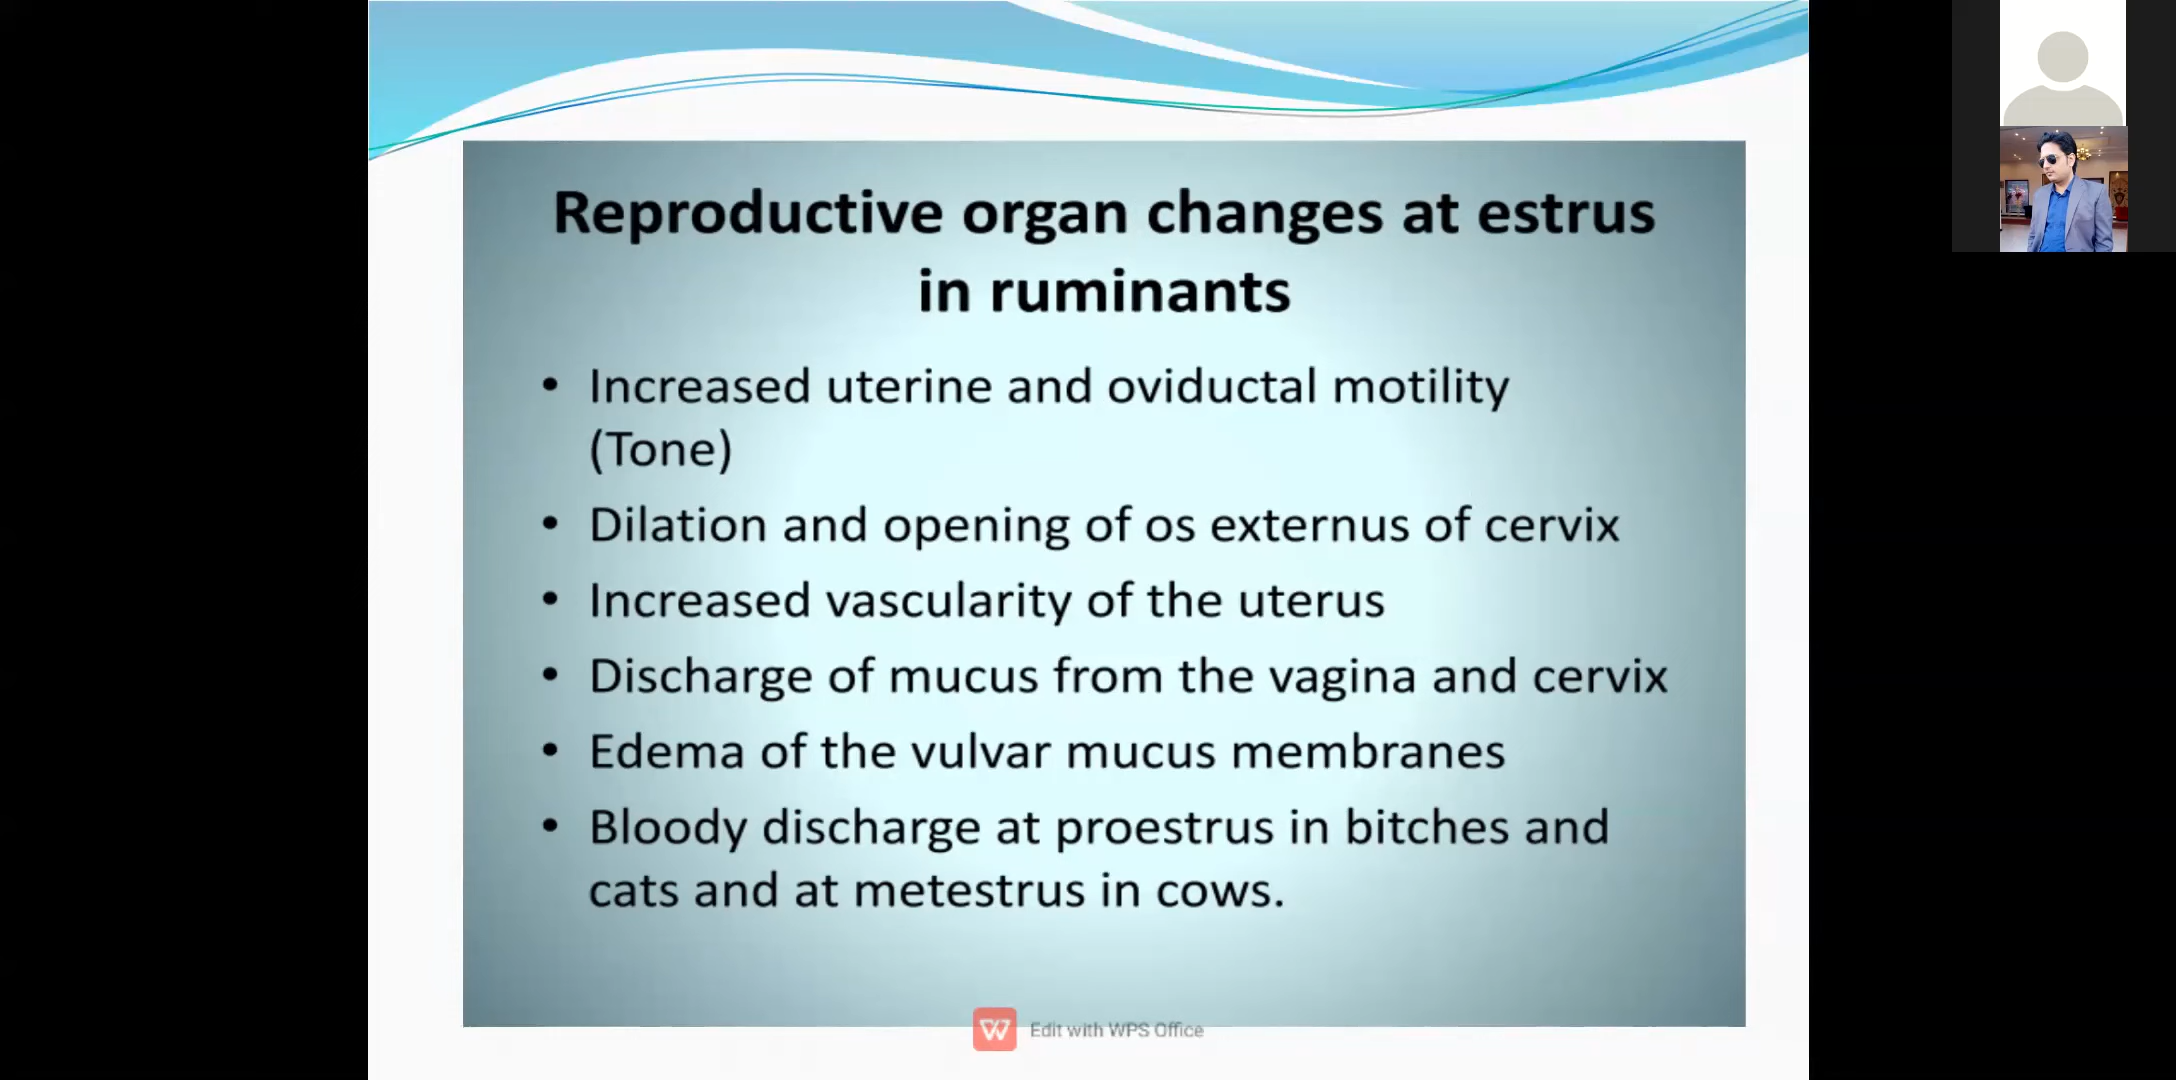 Reproductive organ changes at estrus
in ruminants
• Increased uterine and oviductal motility
(Tone)
• Dilation and opening of os externus of cervix
• Increased vascularity of the uterus
• Discharge of mucus from the vagina and cervix
• Edema of the vulvar mucus membranes
• Bloody discharge at proestrus in bitches and
cats and at metestrus in cows.
Edit with WPS Office